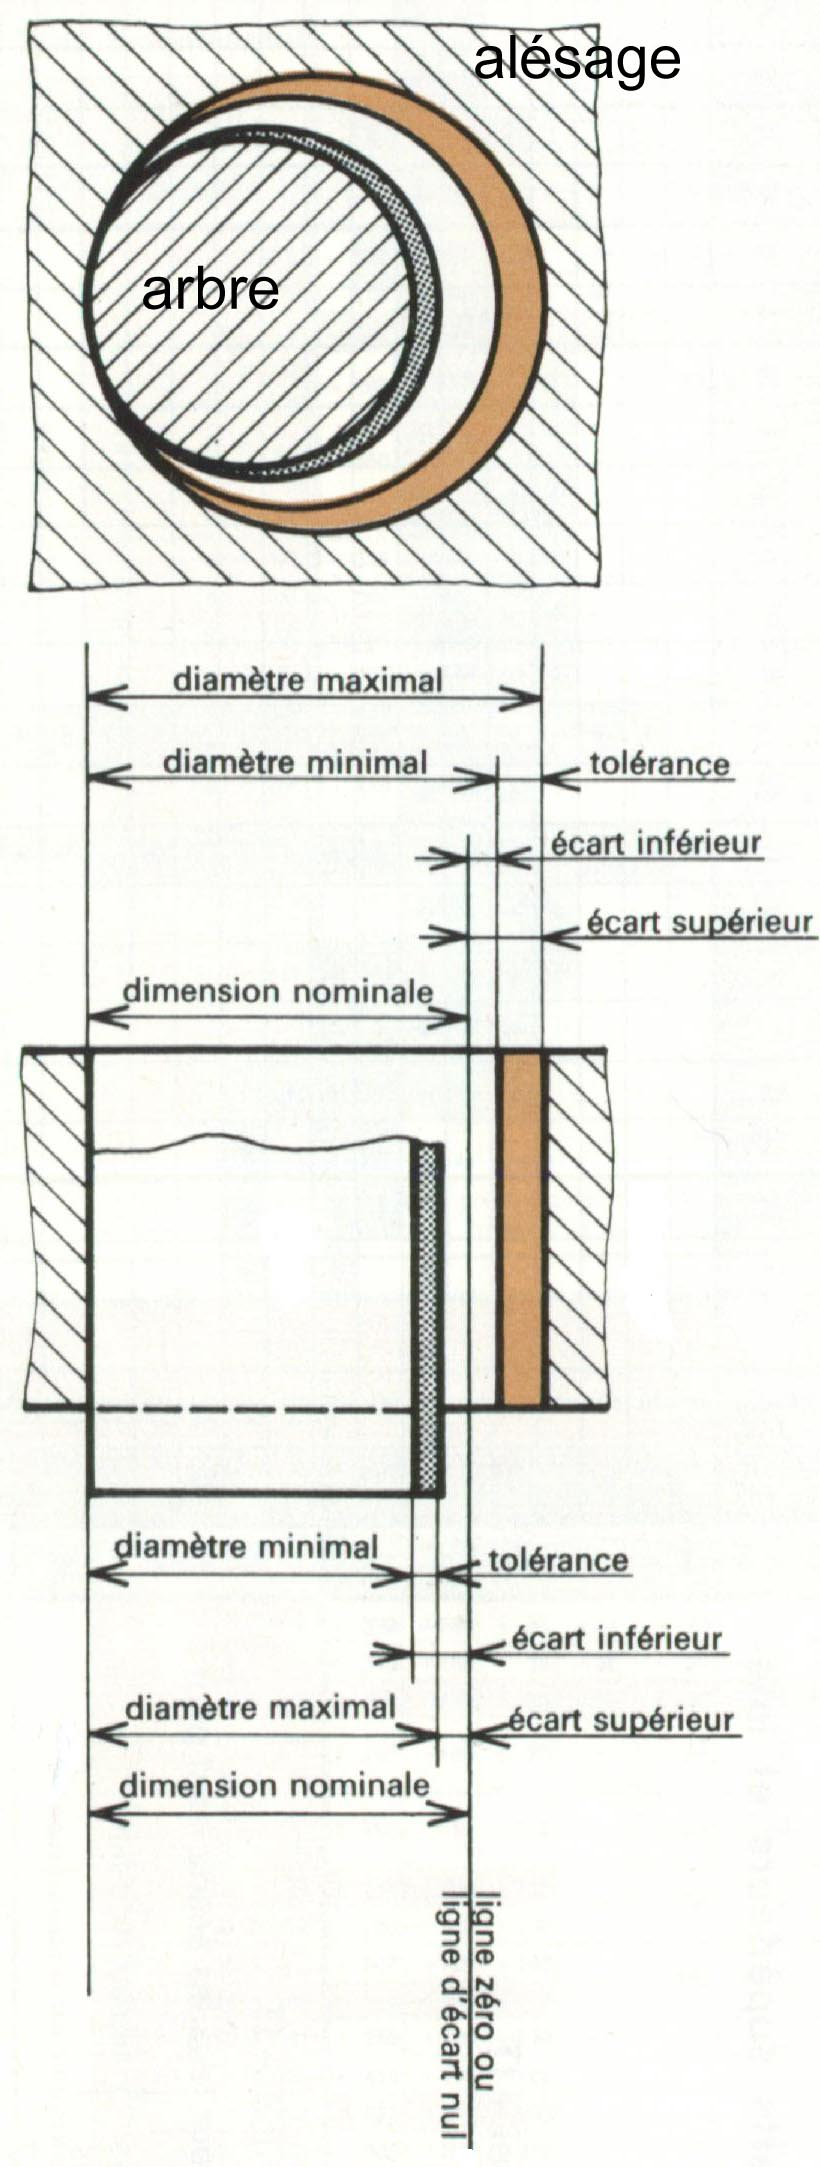 alésage
arbre
diamètre maximal
diamètre minimal
tolérance
écart inférieur
écart supérieur
dimension nominale
diamètre minimal
tolérance
écart inférieur
diamètre maximal
écart supérieur
dimension nominale
ligne zéro ou
ligne d'écart nul